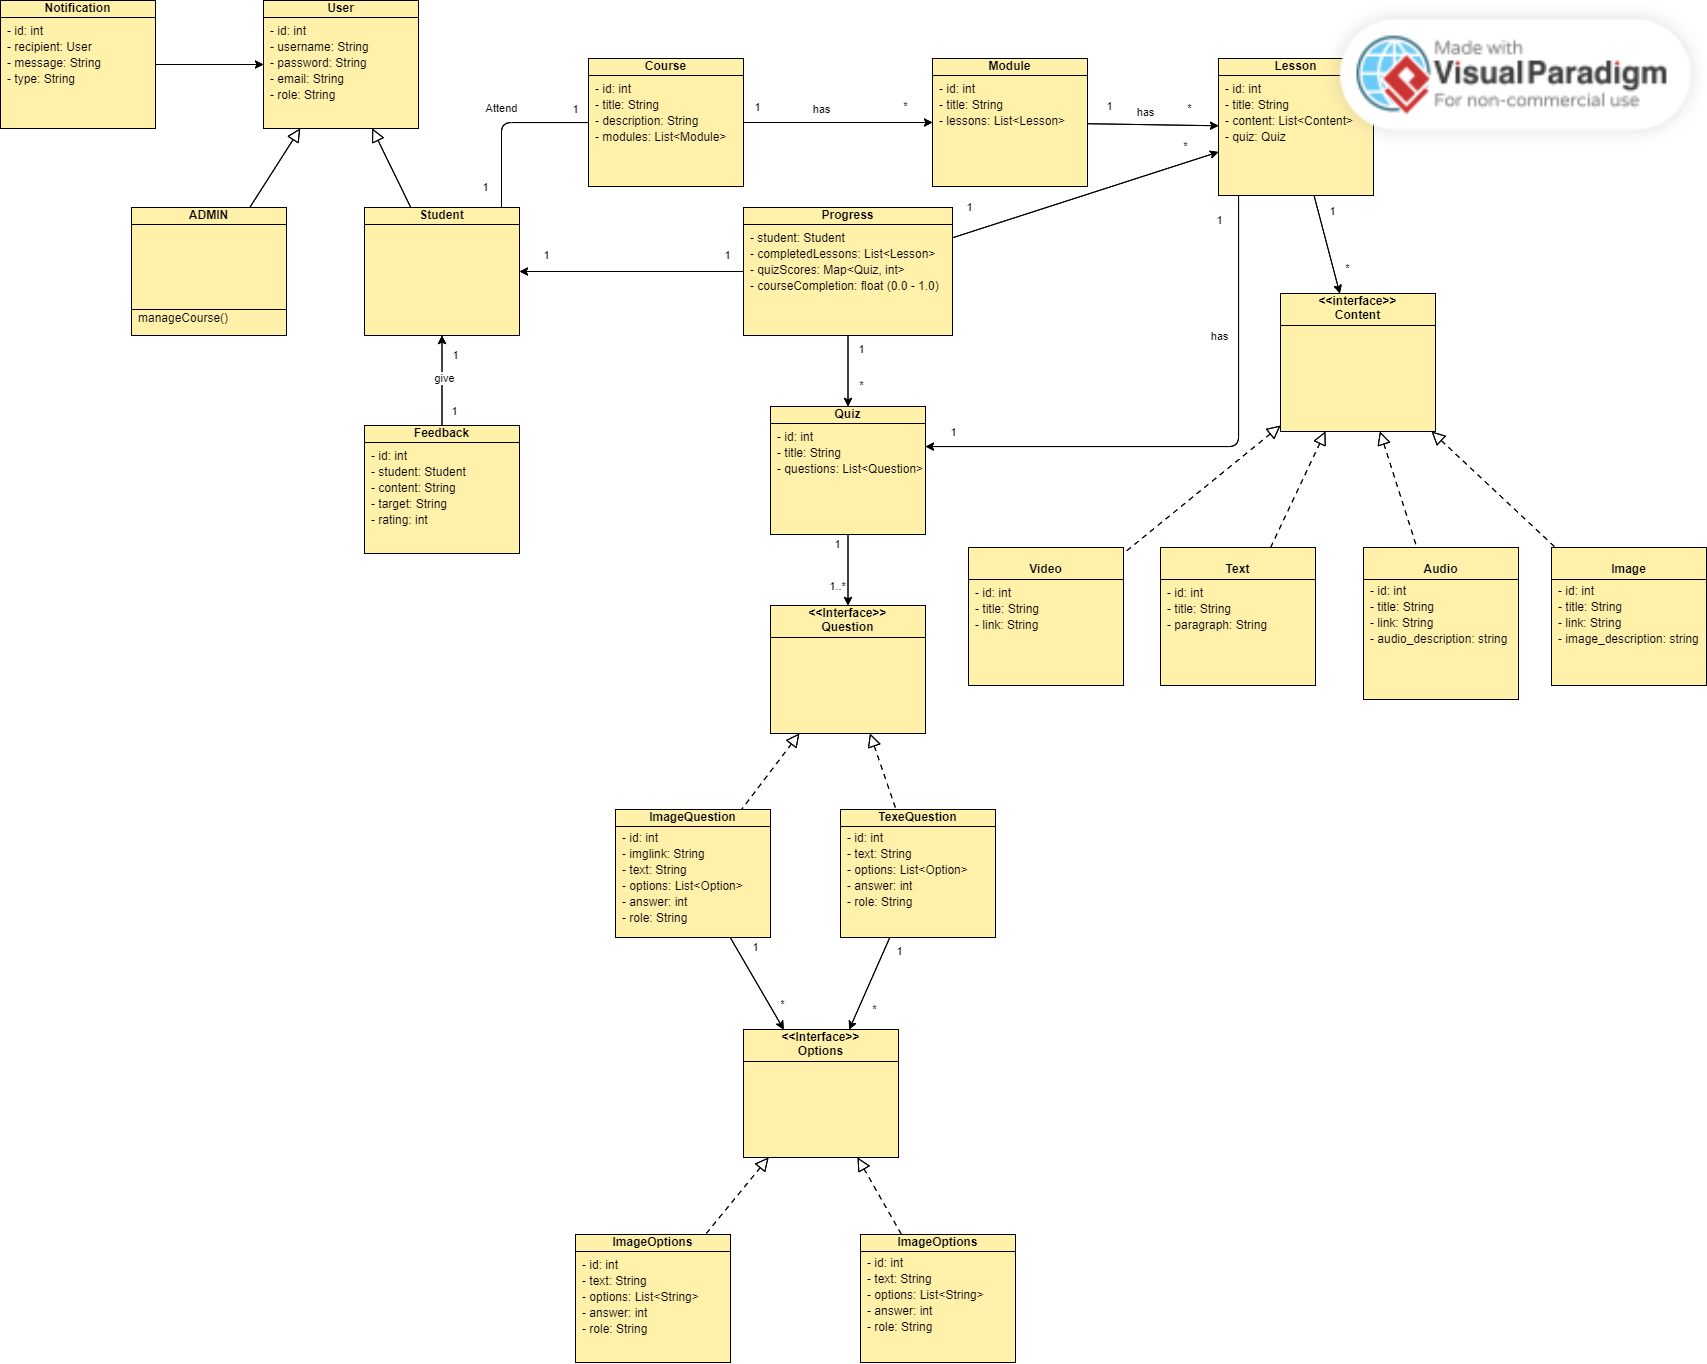 Notification
- id: int
- recipient: User
- message: String
- type: String
User
- id: int
- username: String
- password: String
- email: String
- role: String
Made with
Visual Paradigm
For non-commercial use
Course
- id: int
- title: String
- description: String
- modules: List<Module>
Module
- id: int
- title: String
- lessons: List<Lesson>
Lesson
- id: int
- title: String
- content: List<Content>
- quiz: Quiz
Attend
1
1
1
has
*
1
has
*
ADMIN
manageCourse()
Student
Progress
- student: Student
- completedLessons: List<Lesson>
- quizScores: Map<Quiz, int>
- courseCompletion: float (0.0 - 1.0)
1
*
1
1
1
*
1
has
1
1
*
<<interface>>
Content
1
give
1
Feedback
- id: int
- student: Student
- content: String
- target: String
- rating: int
Quiz
- id: int
- title: String
- questions: List<Question>
1
1..*
Video
- id: int
- title: String
- link: String
Text
- id: int
- title: String
- paragraph: String
Audio
- id: int
- title: String
- link: String
- audio_description: string
Image
- id: int
- title: String
- link: String
- image_description: string
<<Interface>>
Question
ImageQuestion
- id: int
- imglink: String
- text: String
- options: List<Option>
- answer: int
- role: String
TexeQuestion
- id: int
- text: String
- options: List<Option>
- answer: int
- role: String
1
*
1
*
<<Interface>>
Options
ImageOptions
- id: int
- text: String
- options: List<String>
- answer: int
- role: String
ImageOptions
- id: int
- text: String
- options: List<String>
- answer: int
- role: String